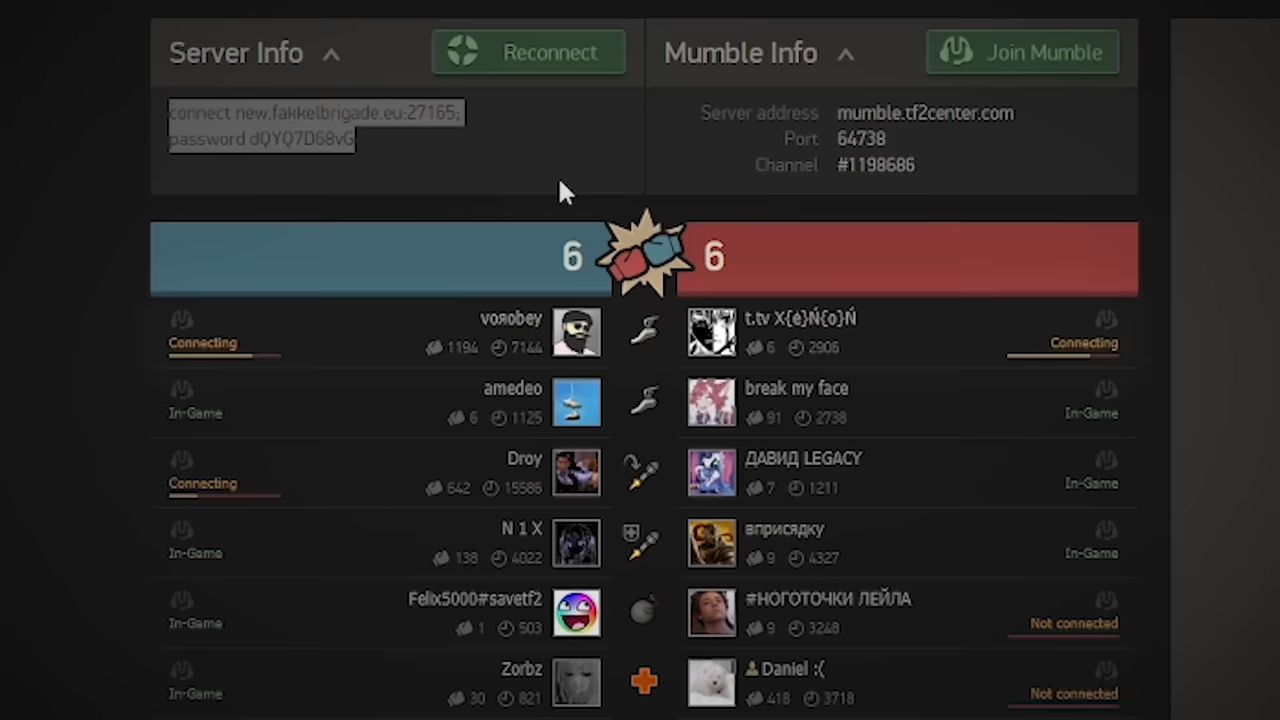 Server Info
Reconnect
connect new.fakkelbrigade.eu:27165;
password dQYQ7D68vG
Mumble Info
Join Mumble
Server address mumble.tf2center.com
Port 64738
Channel #1198686
6
6
voяobey
Connecting
1194 7144
t.tv X{è}Ń{o}Ń
6 2906
Connecting
amedeo
In-Game
6 1125
break my face
91 2738
In-Game
Droy
Connecting
642 15586
ДАВИД LEGACY
7 1211
In-Game
N 1 X
In-Game
138 4022
вприсядку
9 4327
In-Game
Felix5000#savetf2
In-Game
1 503
#НОГОТОЧКИ ЛЕЙЛА
9 3248
Not connected
Zorbz
In-Game
30 821
Daniel :(
418 3718
Not connected